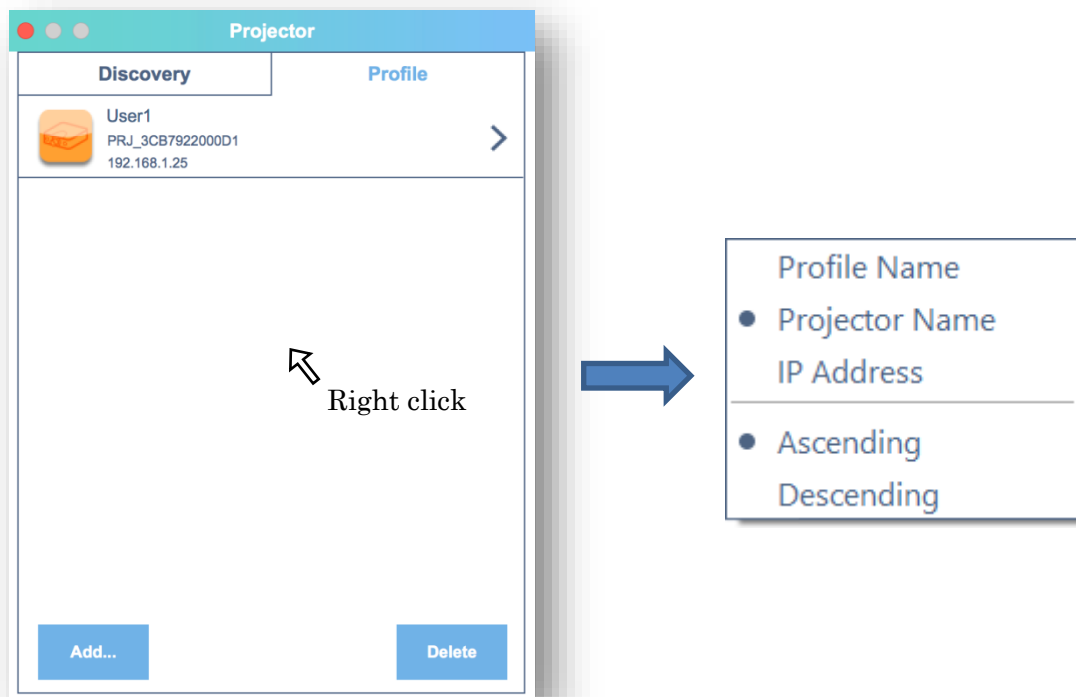 Projector
Discovery
Profile
User1
PRJ_3CB7922000D1
192.168.1.25
Right click
Add...
Delete
Profile Name
Projector Name
IP Address
Ascending
Descending